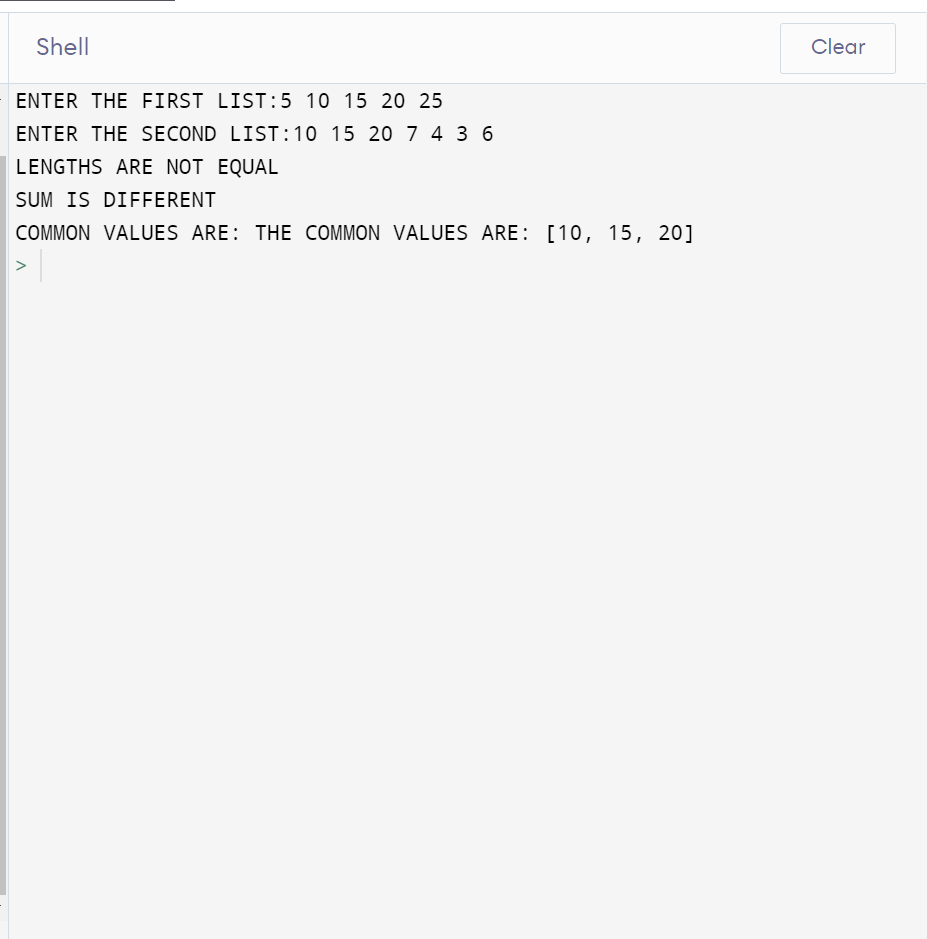 Shell
Clear
ENTER THE FIRST LIST:5 10 15 20 25
ENTER THE SECOND LIST:10 15 20 7 4 3 6
LENGTHS ARE NOT EQUAL
SUM IS DIFFERENT
COMMON VALUES ARE: THE COMMON VALUES ARE: [10, 15, 20]
>